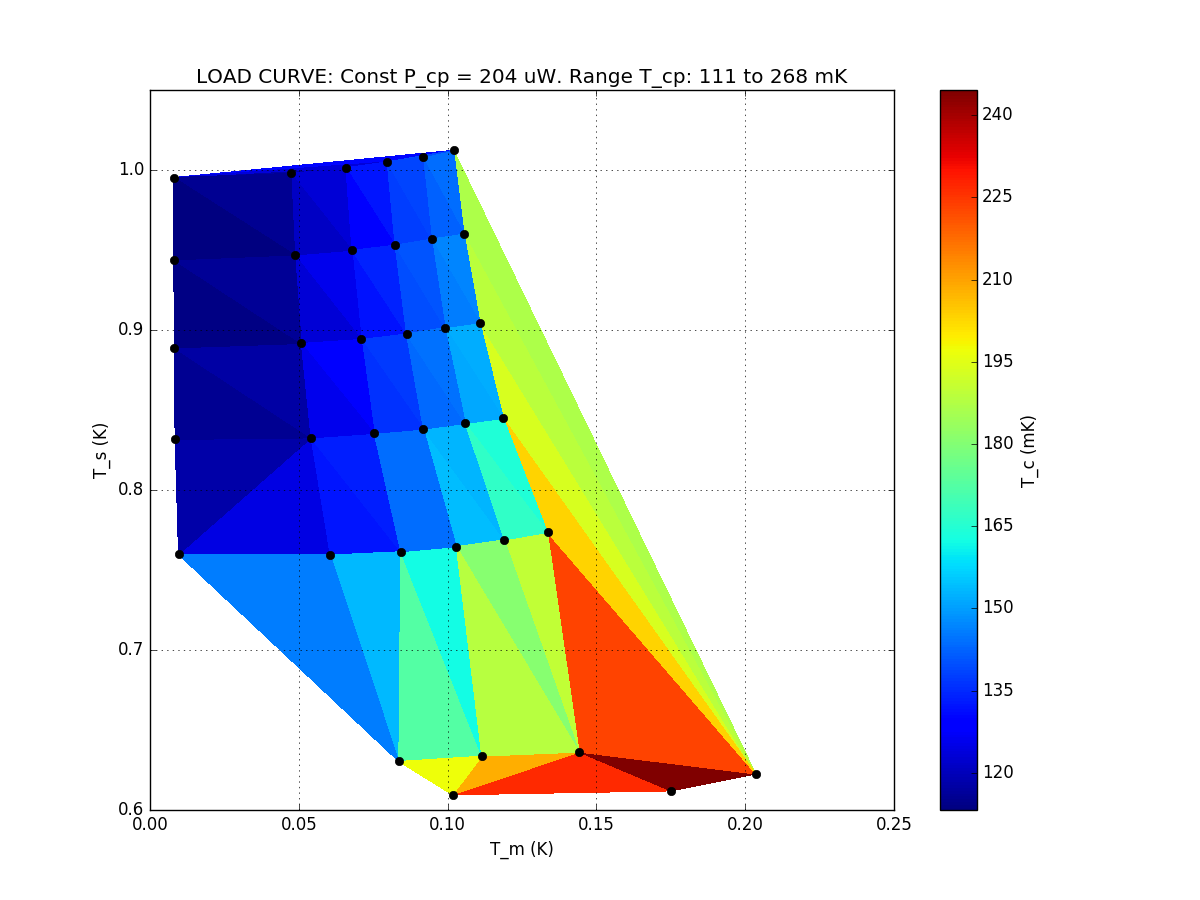 LOAD CURVE: Const P_cp = 204 uW. Range T_cp: 111 to 268 mK
1.0
0.9
0.8
0.7
0.6
T_s (K)
0.00 0.05 0.10 0.15 0.20 0.25
T_m (K)
240
225
210
195
180
165
150
135
120
T_c (mK)